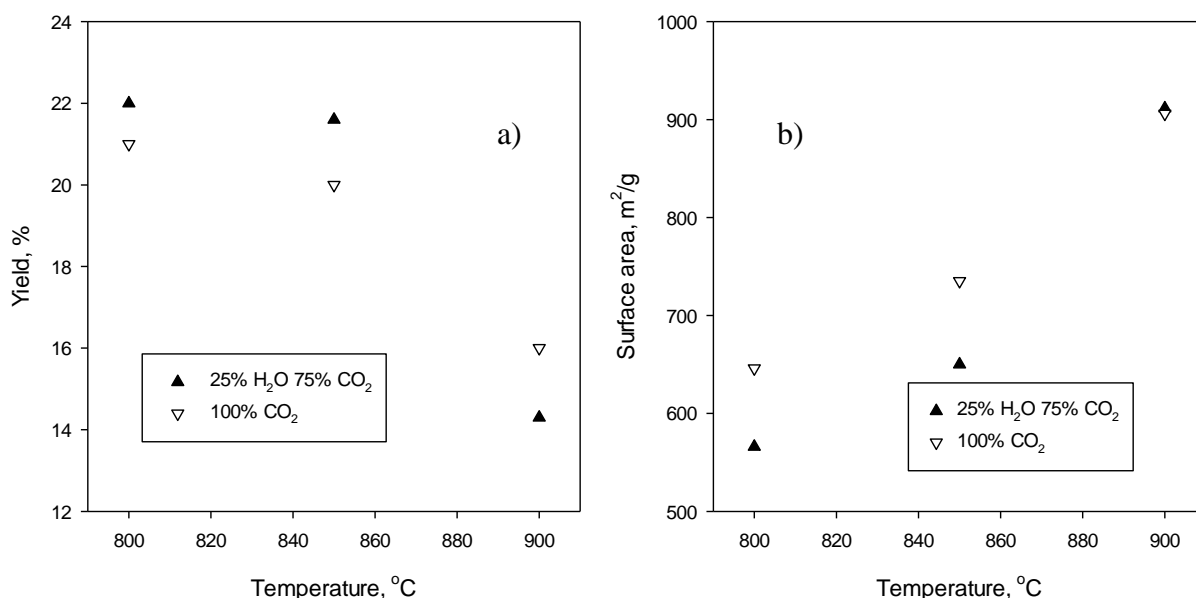 24
22
20
18
16
14
12
Yield, %
a)
25% H₂O 75% CO₂
100% CO₂
800 820 840 860 880 900
Temperature, °C
1000
900
800
700
600
500
Surface area, m²/g
b)
25% H₂O 75% CO₂
100% CO₂
800 820 840 860 880 900
Temperature, °C